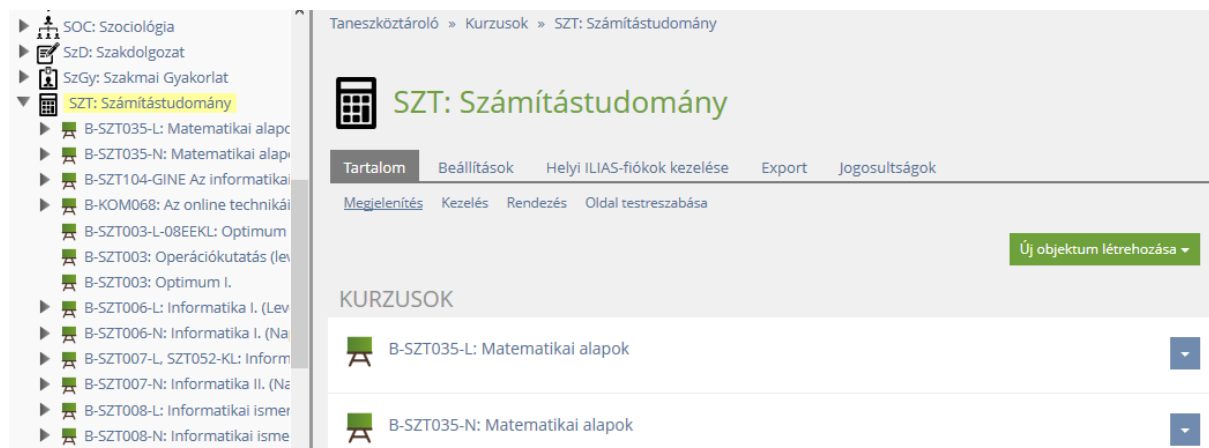 SOC: Szociológia
SzD: Szakdolgozat
SzGy: Szakmai Gyakorlat
SZT: Számítástudomány
B-SZT035-L: Matematikai alapo
B-SZT035-N: Matematikai alap
B-SZT104-GINE Az informatikai
B-KOM068: Az online technikái
B-SZT003-L-08EEKL: Optimum
B-SZT003: Operációkutatás (lev
B-SZT003: Optimum I.
B-SZT006-L: Informatika I. (Lev
B-SZT006-N: Informatika I. (Na
B-SZT007-L, SZT052-KL: Inform
B-SZT007-N: Informatika II. (Na
B-SZT008-L: Informatikai ismer
B-SZT008-N: Informatikai isme
Taneszköztároló » Kurzusok » SZT: Számítástudomány
SZT: Számítástudomány
Tartalom Beállítások Helyi ILIAS-fiókok kezelése Export Jogosultságok
Megjelenítés Kezelés Rendezés Oldal testreszabása
Új objektum létrehozása
KURZUSOK
B-SZT035-L: Matematikai alapok
B-SZT035-N: Matematikai alapok